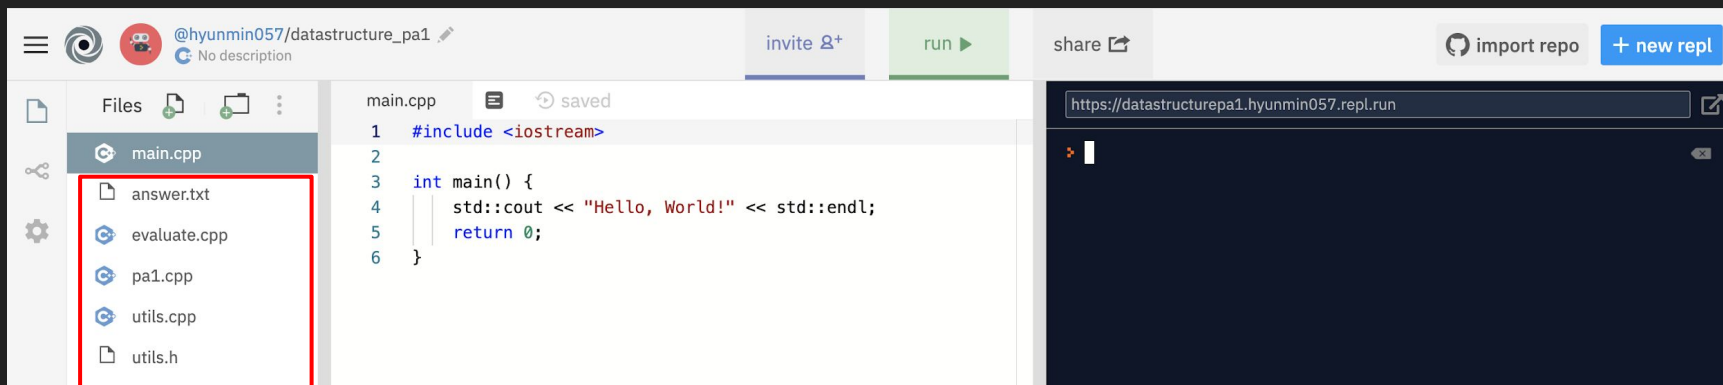 @hyunmin057/datastructure_pa1
No description
invite
run
share
import repo
+ new repl
Files
main.cpp
answer.txt
evaluate.cpp
pa1.cpp
utils.cpp
utils.h
main.cpp
saved
1 #include <iostream>
2
3 int main() {
4     std::cout << "Hello, World!" << std::endl;
5     return 0;
6 }
https://datastructurepa1.hyunmin057.repl.run
>